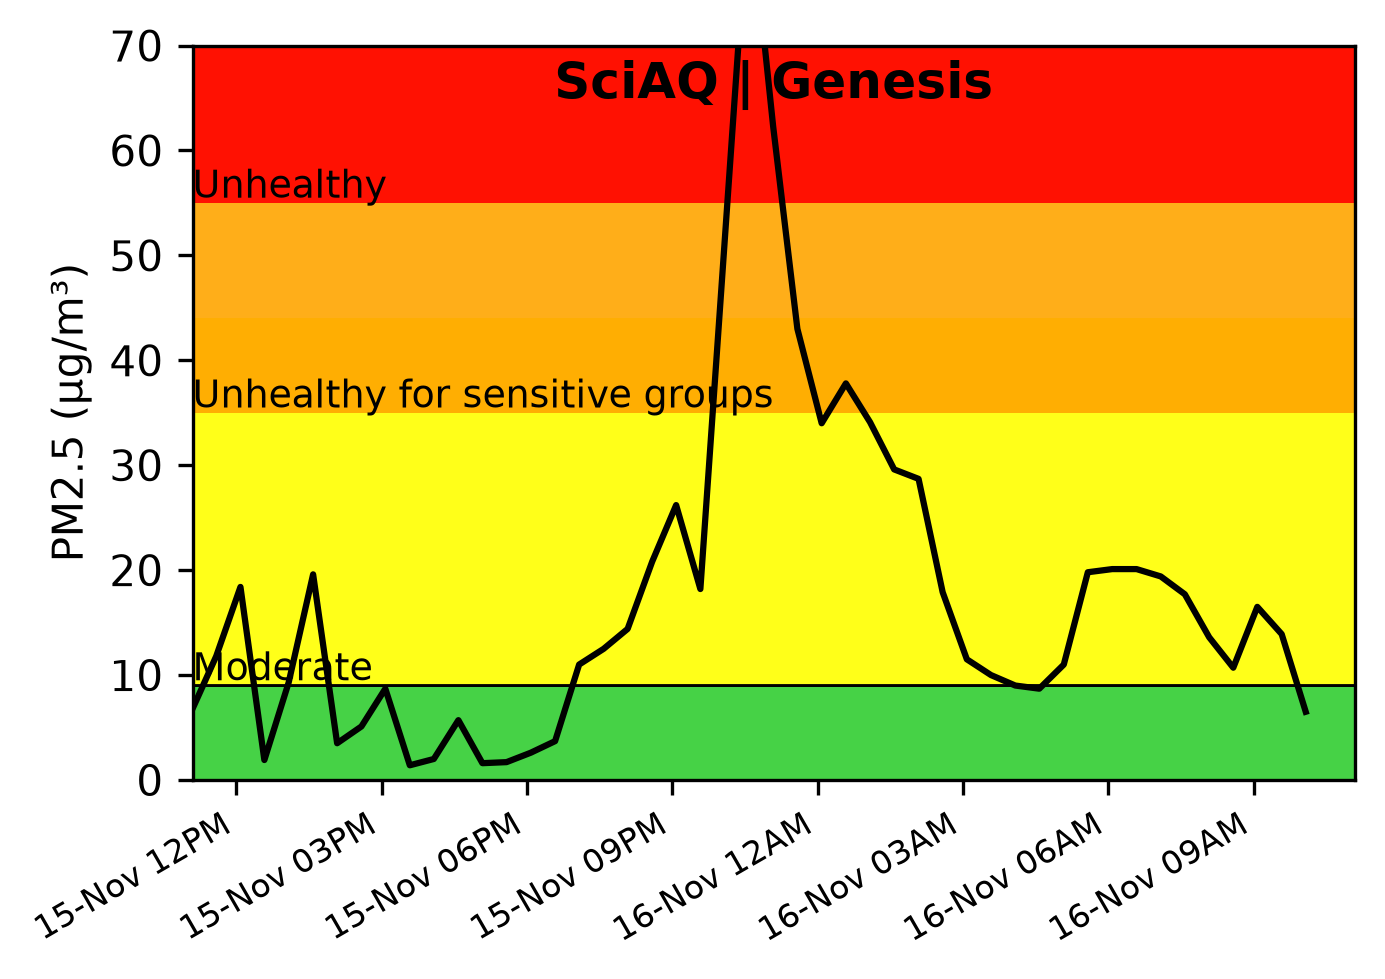 SciAQ | Genesis
PM2.5 (µg/m³)
70
60
50
40
30
20
10
0
Unhealthy
Unhealthy for sensitive groups
Moderate
15-Nov 12PM
15-Nov 03PM
15-Nov 06PM
15-Nov 09PM
16-Nov 12AM
16-Nov 03AM
16-Nov 06AM
16-Nov 09AM